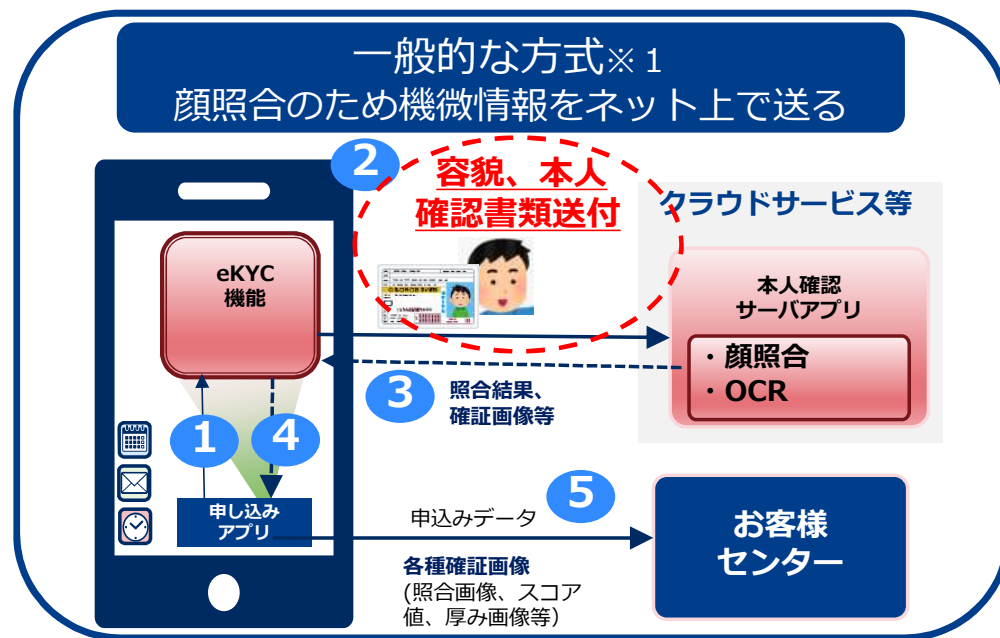 一般的な方式※１
顔照合のため機微情報をネット上で送る
2
容貌、本人
確認書類送付
クラウドサービス等
eKYC
機能
本人確認
サーバアプリ
・顔照合
・OCR
3
照合結果、
確証画像等
1
4
申し込み
アプリ
5
申込みデータ
各種確証画像
(照合画像、スコア
値、厚み画像等)
お客様
センター